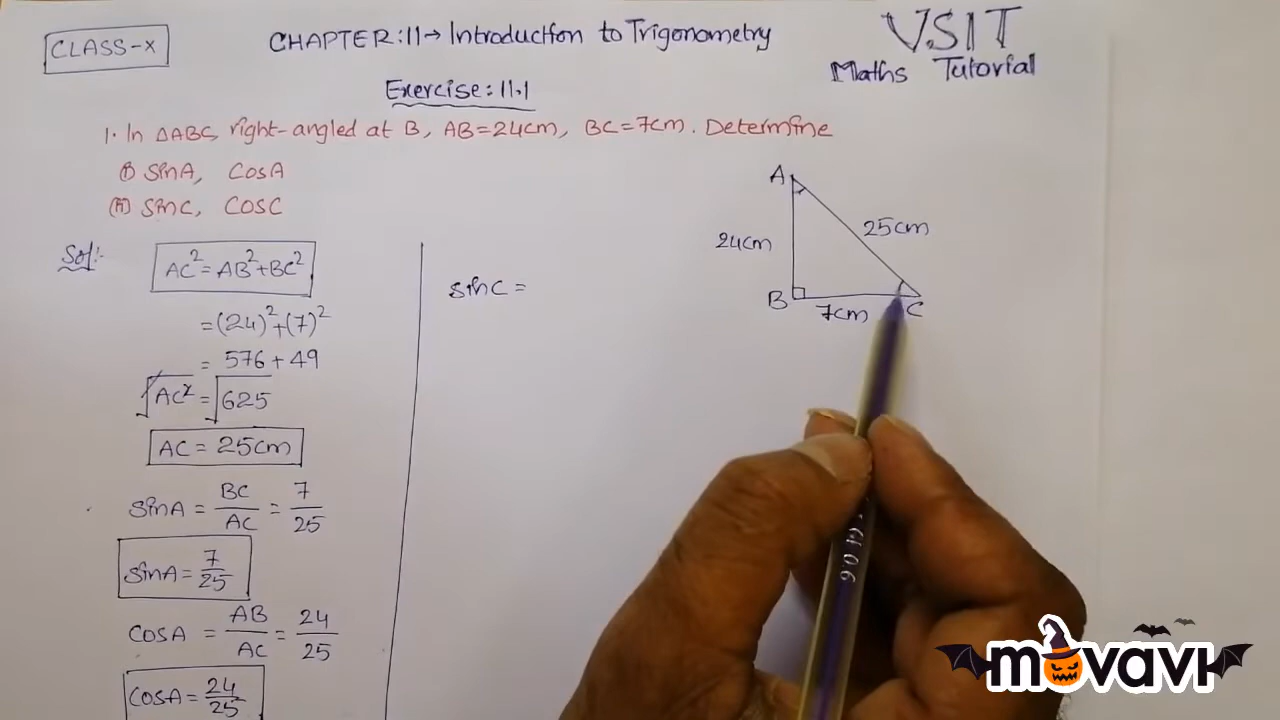 CLASS-X
CHAPTER:11→ Introduction to Trigonometry
VSIT
Maths Tutorial
Exercise: 11.1
1. In ΔABC, right-angled at B, AB=24cm, BC=7cm. Determine
(i) sinA, CosA
(ii) sinC, COSC
Sol:-
AC² = AB² + BC²
= (24)² + (7)²
= 576 + 49
√AC² = √625
AC = 25cm
sinA = BC/AC = 7/25
sinA = 7/25
COSA = AB/AC = 24/25
COSA = 24/25
sinC =
A
24cm
25cm
B
7cm
C
movavi